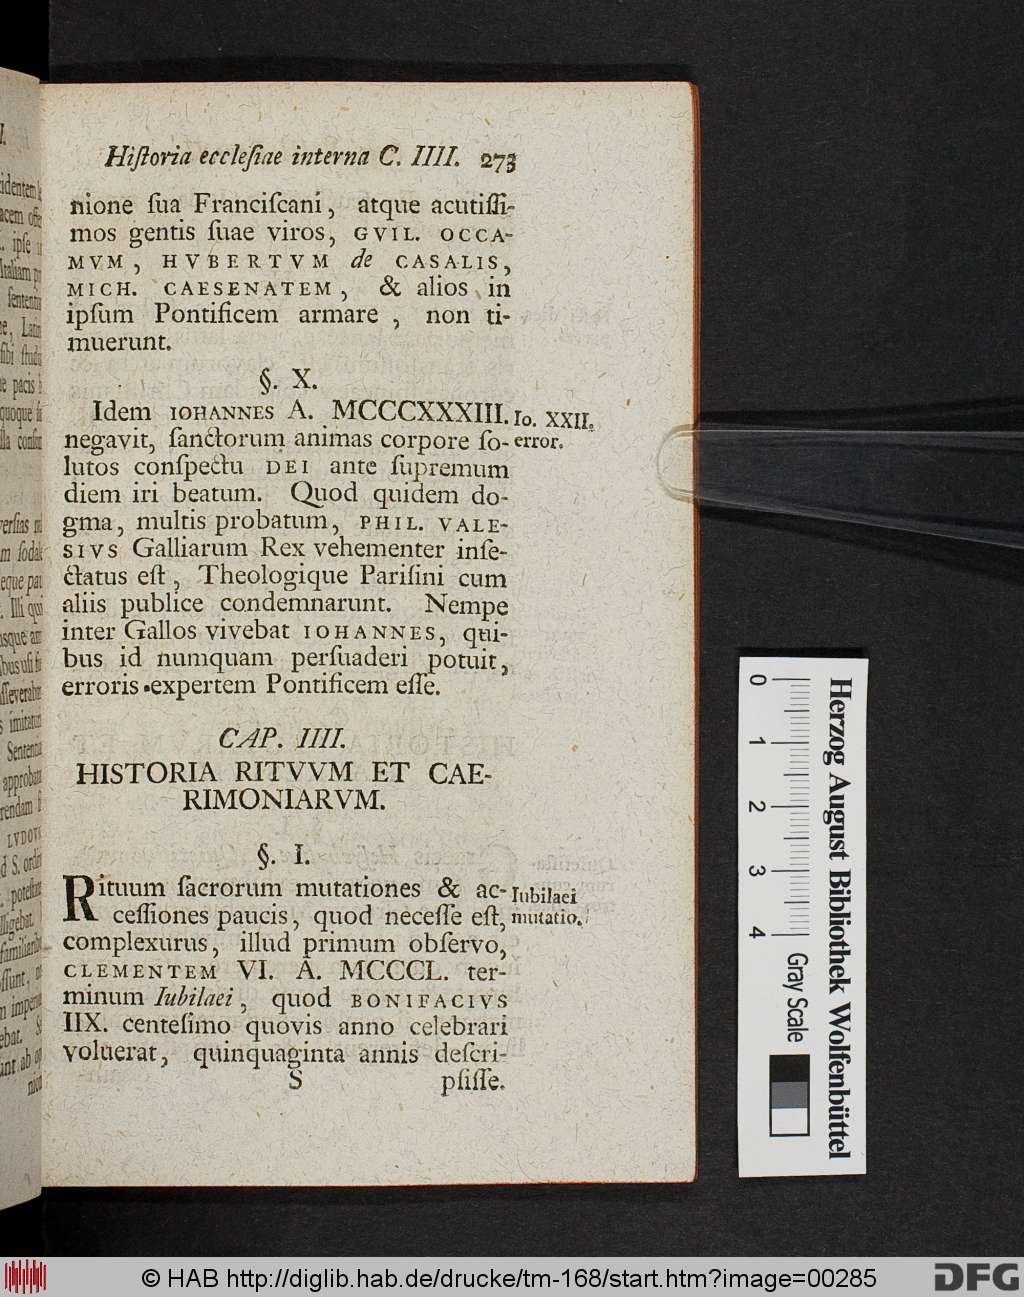 Hiſtoria eccleſiae interna C. IIII. 273
nione ſua Franciſcani, atque acutiſſi-
mos gentis ſuae viros, GVIL. OCCA-
MVM, HVBERTVM de CASALIS,
MICH. CAESENATEM, & alios in
ipſum Pontificem armare, non ti-
muerunt.
§. X.
Idem IOHANNES A. MCCCXXXIII.
negavit, ſanctorum animas corpore ſo-
lutos conſpectu DEI ante ſupremum
diem iri beatum. Quod quidem do-
gma, multis probatum, PHIL. VALE-
SIVS Galliarum Rex vehementer inſe-
ctatus eſt, Theologique Pariſini cum
aliis publice condemnarunt. Nempe
inter Gallos vivebat IOHANNES, qui-
bus id numquam perſuaderi potuit,
erroris expertem Pontificem eſſe.
Io. XXII.
error.
CAP. IIII.
HISTORIA RITVVM ET CAE-
RIMONIARVM.
§. I.
Rituum ſacrorum mutationes & ac-
ceſſiones paucis, quod neceſſe eſt,
complexurus, illud primum obſervo,
CLEMENTEM VI. A. MCCCL. ter-
minum Iubilaei, quod BONIFACIVS
IIX. centeſimo quovis anno celebrari
voluerat, quinquaginta annis deſcri-
S pſiſſe.
Iubilaei
mutatio.
0 1 2 3 4
Gray Scale
Herzog August Bibliothek Wolfenbüttel
© HAB http://diglib.hab.de/drucke/tm-168/start.htm?image=00285
DFG